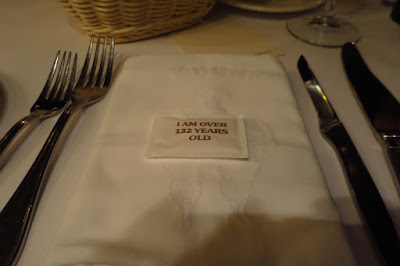 I AM OVER
132 YEARS
OLD